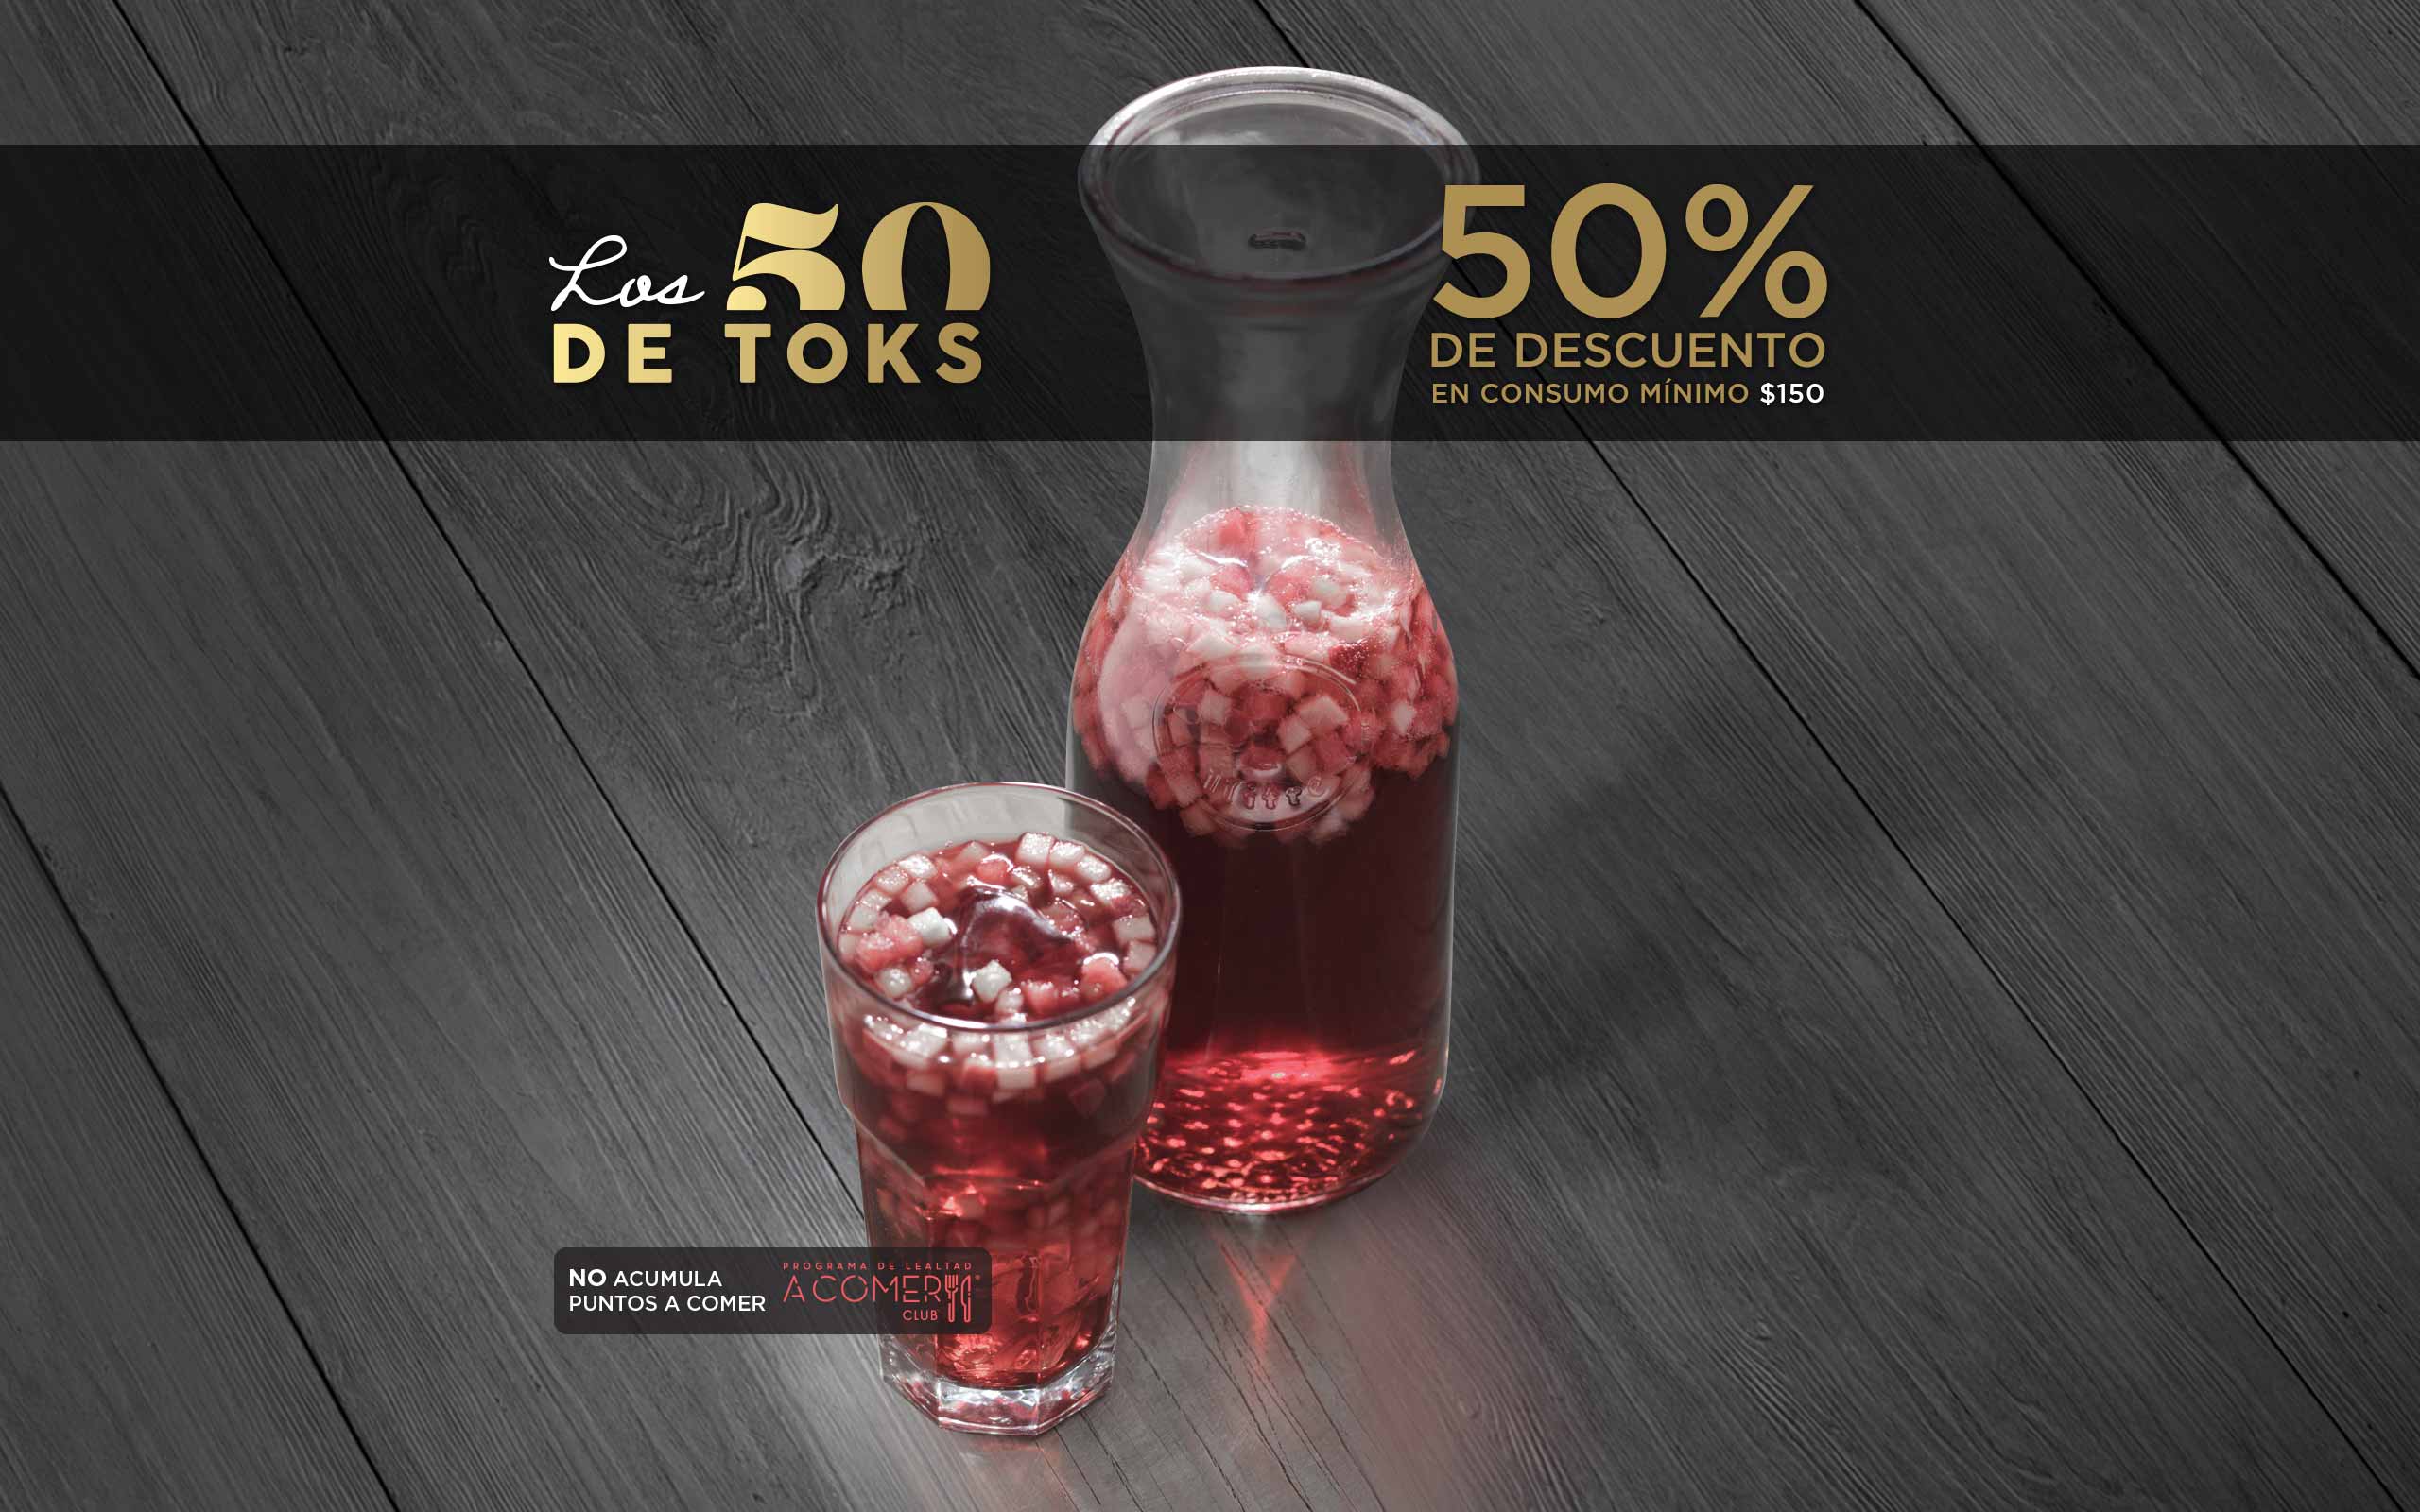 Los 50
DE TOKS
50%
DE DESCUENTO
EN CONSUMO MÍNIMO $150
NO ACUMULA
PUNTOS A COMER
PROGRAMA DE LEALTAD
A COMER
CLUB